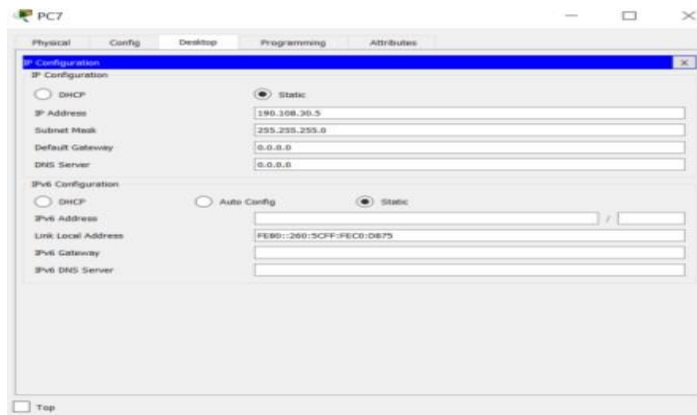 PC7
Physical Config Desktop Programming Attributes
IP Configuration
IP Configuration
DHCP Static
IP Address 190.108.30.5
Subnet Mask 255.255.255.0
Default Gateway 0.0.0.0
DNS Server 0.0.0.0
IPv6 Configuration
DHCP Auto Config Static
IPv6 Address /
Link Local Address FE80::260:5CFF:FEC0:D875
IPv6 Gateway
IPv6 DNS Server
Top